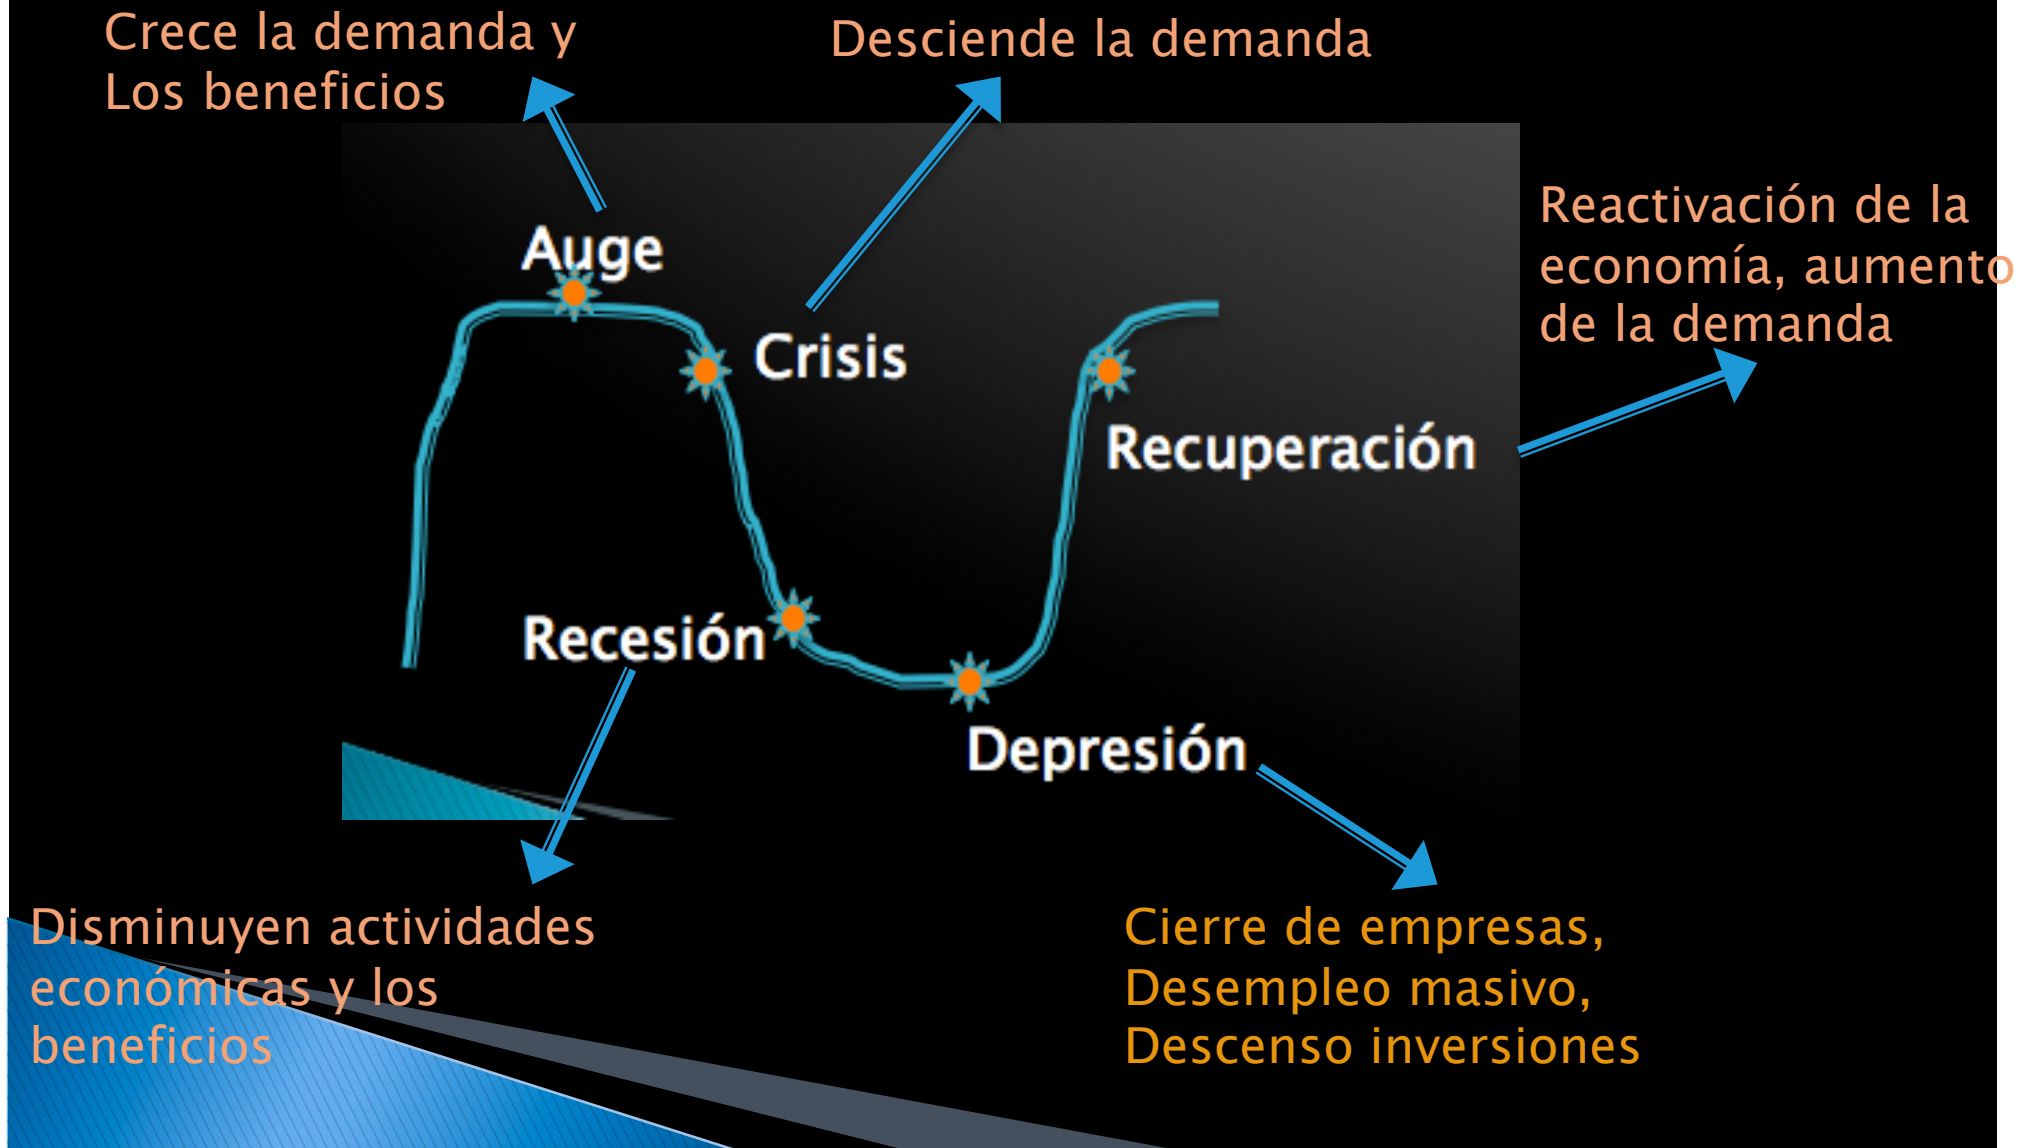 Crece la demanda y
Los beneficios
Desciende la demanda
Reactivación de la
economía, aumento
de la demanda
Auge
Crisis
Recuperación
Recesión
Depresión
Disminuyen actividades
económicas y los
beneficios
Cierre de empresas,
Desempleo masivo,
Descenso inversiones